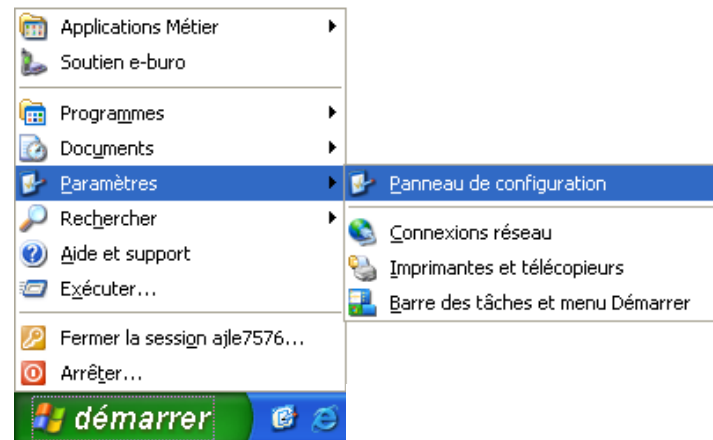 Applications Métier
Soutien e-buro
Programmes
Documents
Paramètres
Rechercher
Aide et support
Exécuter...
Fermer la session ajle7576...
Arrêter...
démarrer
Panneau de configuration
Connexions réseau
Imprimantes et télécopieurs
Barre des tâches et menu Démarrer